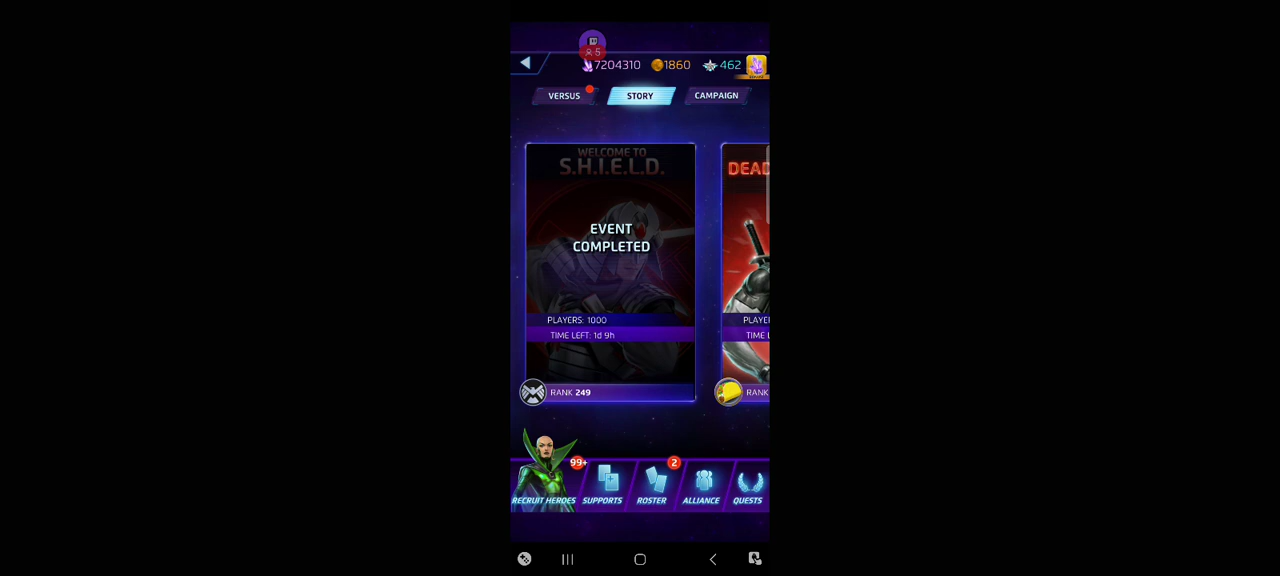 5
7204310 1860 462
VERSUS STORY CAMPAIGN
WELCOME TO
S.H.I.E.L.D.
EVENT
COMPLETED
PLAYERS: 1000
TIME LEFT: 1d 9h
RANK 249
DEAD
PLAYE
TIME L
RANK
99+ 2
RECRUIT HEROES SUPPORTS ROSTER ALLIANCE QUESTS